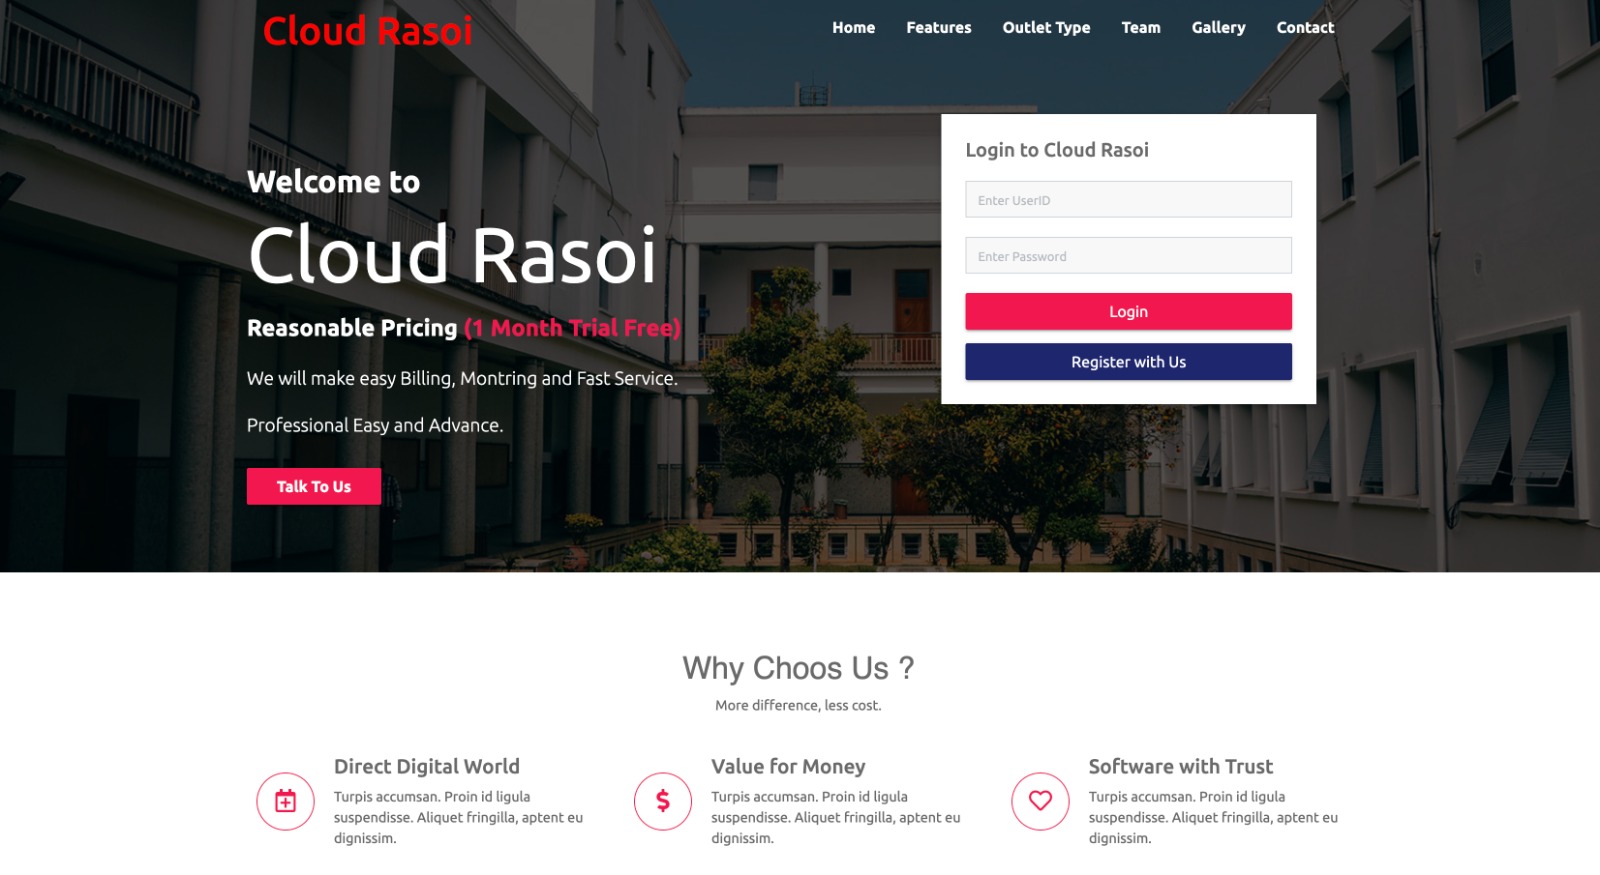 Cloud Rasoi
Home Features Outlet Type Team Gallery Contact
Welcome to
Cloud Rasoi
Reasonable Pricing (1 Month Trial Free)
We will make easy Billing, Montring and Fast Service.
Professional Easy and Advance.
Talk To Us
Login to Cloud Rasoi
Enter UserID
Enter Password
Login
Register with Us
Why Choos Us ?
More difference, less cost.
Direct Digital World
Turpis accumsan. Proin id ligula
suspendisse. Aliquet fringilla, aptent eu
dignissim.
Value for Money
Turpis accumsan. Proin id ligula
suspendisse. Aliquet fringilla, aptent eu
dignissim.
Software with Trust
Turpis accumsan. Proin id ligula
suspendisse. Aliquet fringilla, aptent eu
dignissim.